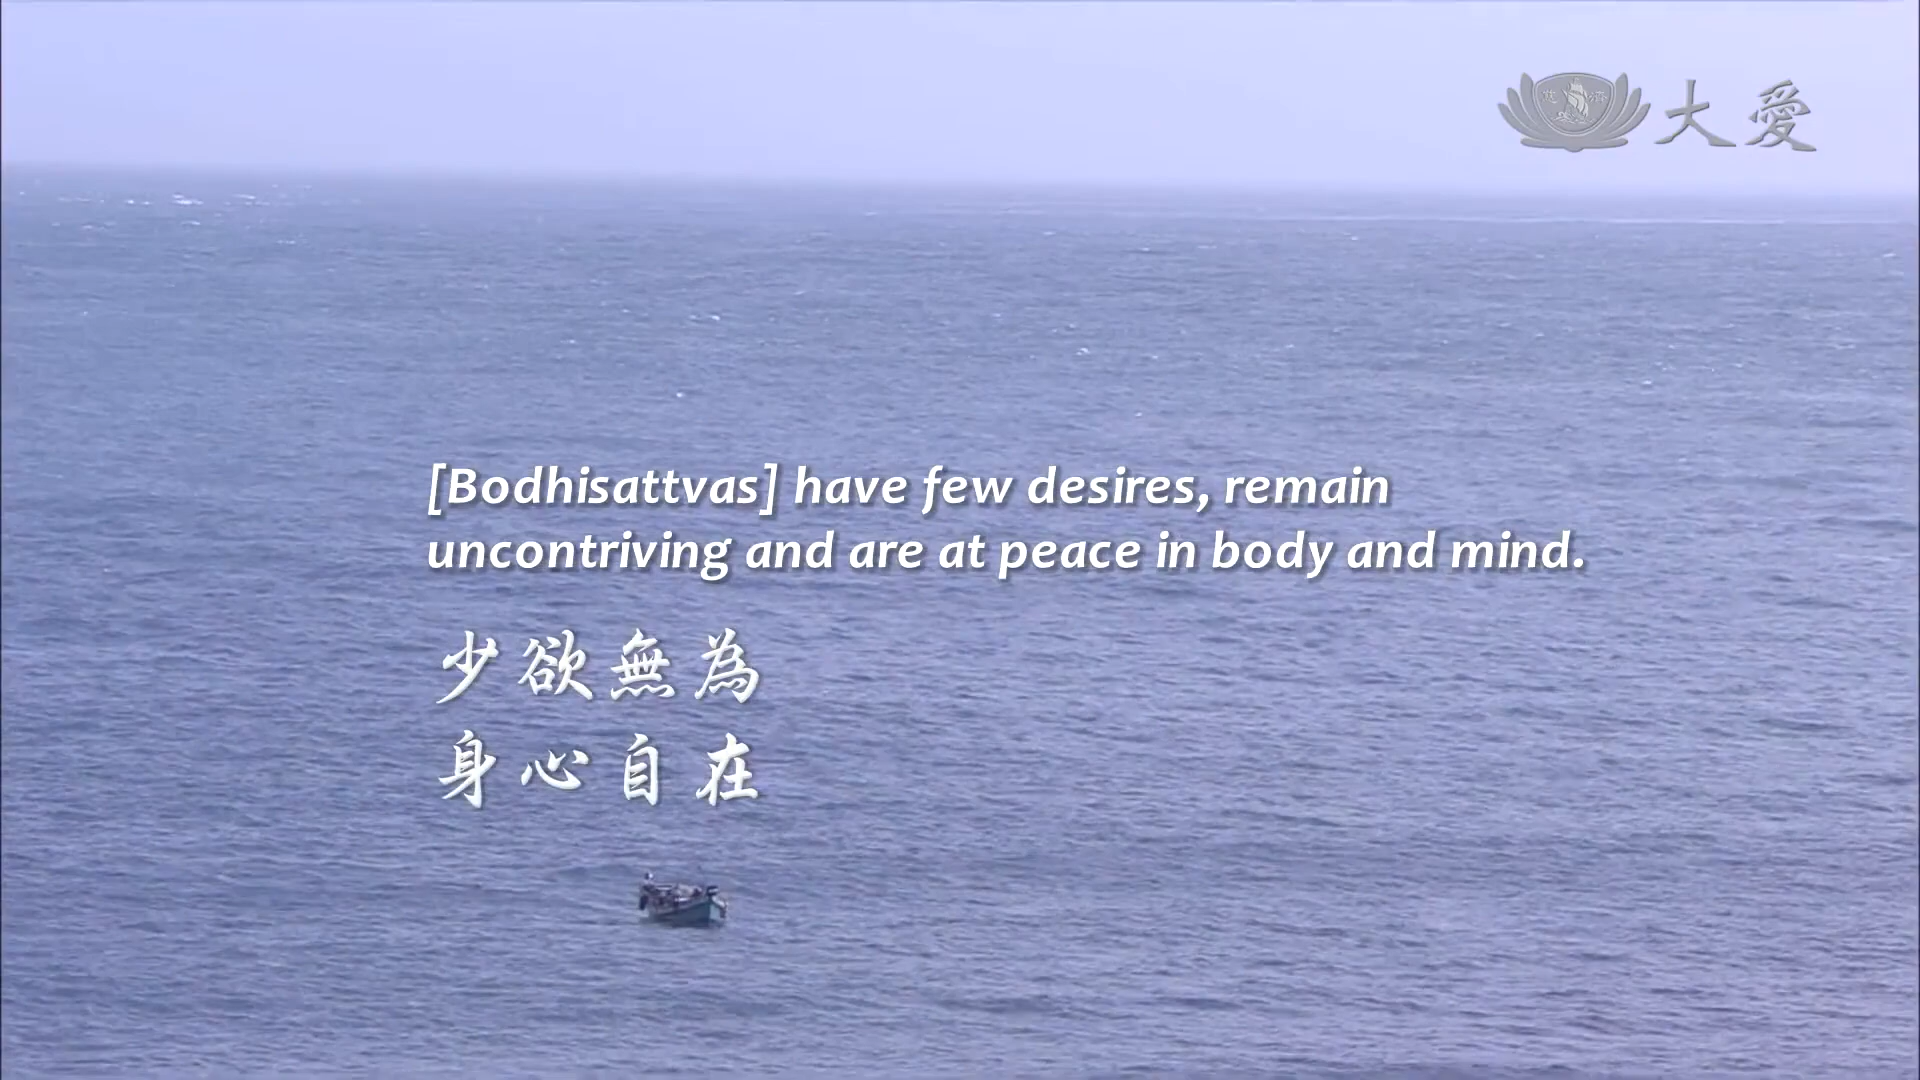 大愛
[Bodhisattvas] have few desires, remain
uncontriving and are at peace in body and mind.
少欲無為
身心自在